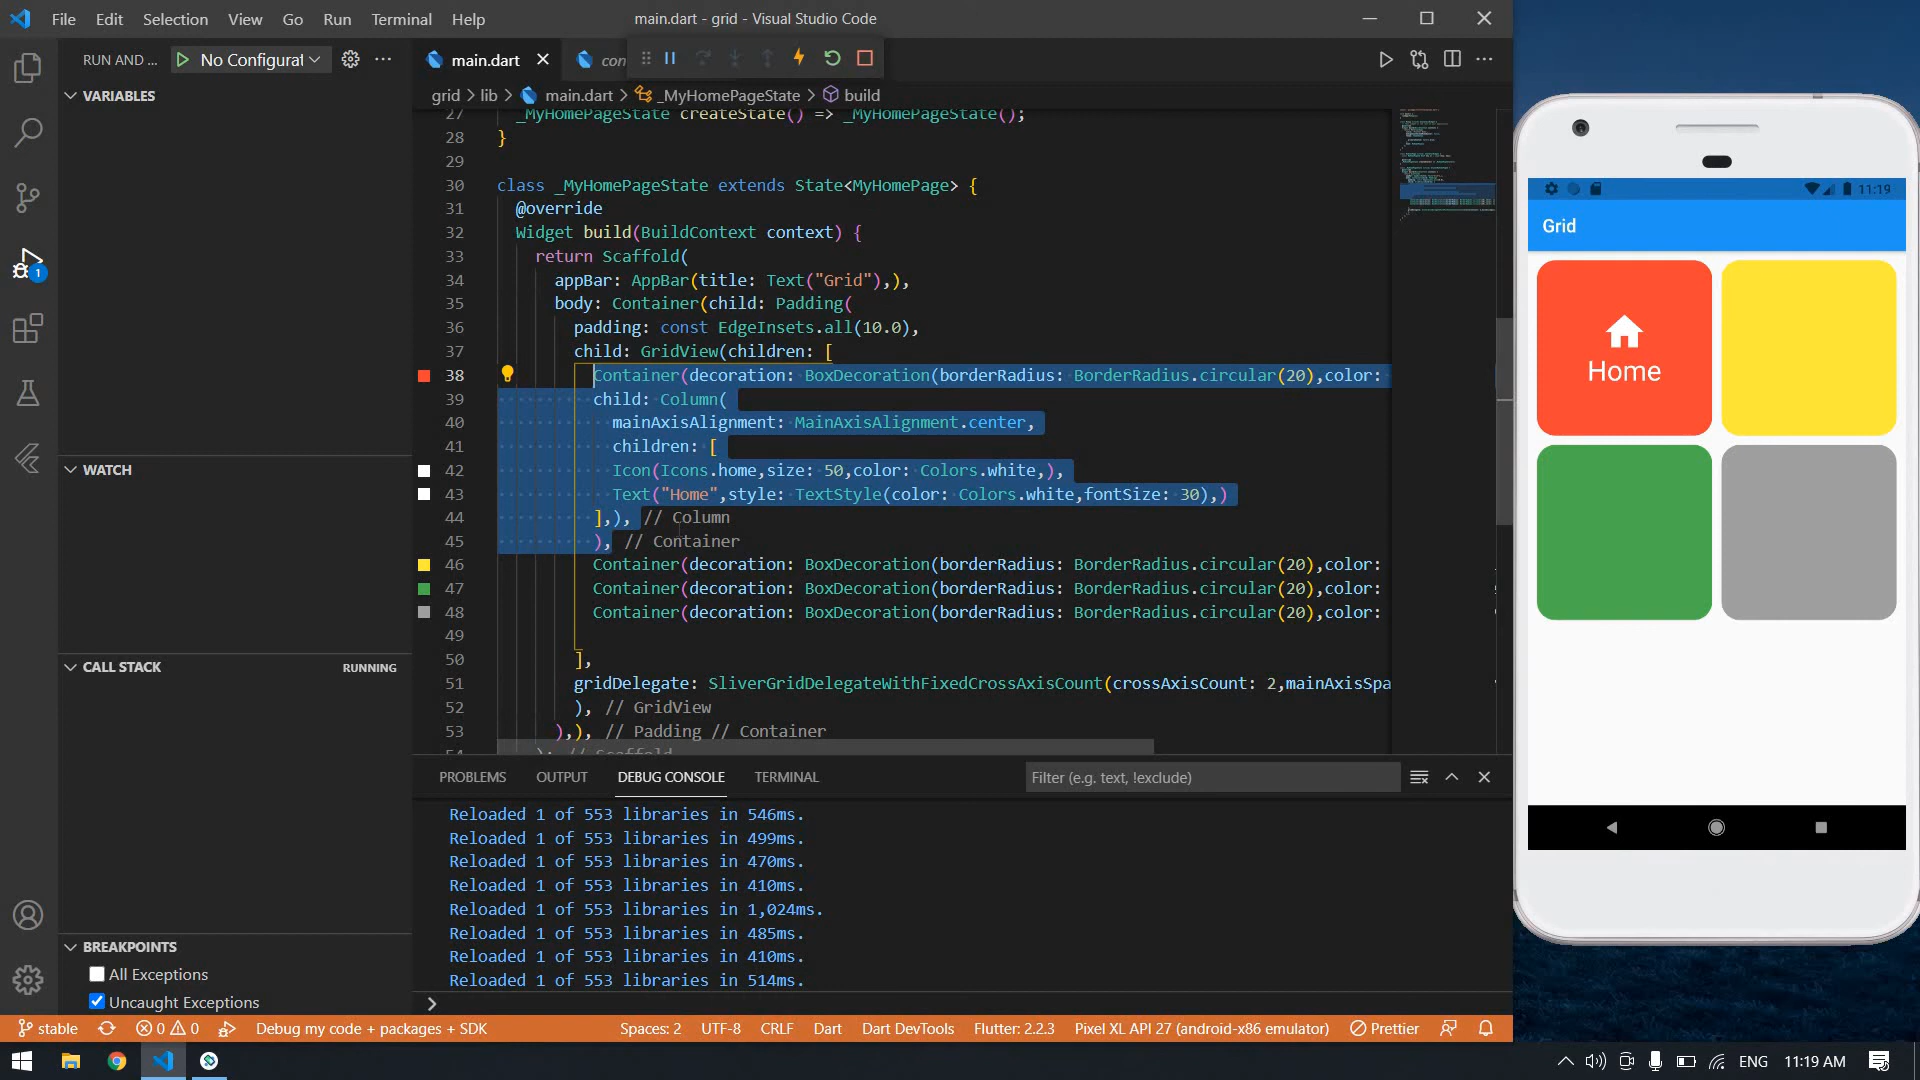 File Edit Selection View Go Run Terminal Help
main.dart - grid - Visual Studio Code
RUN AND ...
No Configurat
main.dart
con
grid > lib > main.dart > _MyHomePageState > build
VARIABLES
WATCH
CALL STACK
RUNNING
BREAKPOINTS
All Exceptions
Uncaught Exceptions
1
27 _MyHomePageState createState() => _MyHomePageState();
28 }
29
30 class _MyHomePageState extends State<MyHomePage> {
31 @override
32 Widget build(BuildContext context) {
33 return Scaffold(
34 appBar: AppBar(title: Text("Grid"),),
35 body: Container(child: Padding(
36 padding: const EdgeInsets.all(10.0),
37 child: GridView(children: [
38 Container(decoration: BoxDecoration(borderRadius: BorderRadius.circular(20),color:
39 child: Column(
40 mainAxisAlignment: MainAxisAlignment.center,
41 children: [
42 Icon(Icons.home,size: 50,color: Colors.white,),
43 Text("Home",style: TextStyle(color: Colors.white,fontSize: 30),)
44 ],), // Column
45 ), // Container
46 Container(decoration: BoxDecoration(borderRadius: BorderRadius.circular(20),color:
47 Container(decoration: BoxDecoration(borderRadius: BorderRadius.circular(20),color:
48 Container(decoration: BoxDecoration(borderRadius: BorderRadius.circular(20),color:
49
50 ],
51 gridDelegate: SliverGridDelegateWithFixedCrossAxisCount(crossAxisCount: 2,mainAxisSpa
52 ), // GridView
53 ),), // Padding // Container
54 ); // Scaffold
PROBLEMS OUTPUT DEBUG CONSOLE TERMINAL
Filter (e.g. text, !exclude)
Reloaded 1 of 553 libraries in 546ms.
Reloaded 1 of 553 libraries in 499ms.
Reloaded 1 of 553 libraries in 470ms.
Reloaded 1 of 553 libraries in 410ms.
Reloaded 1 of 553 libraries in 1,024ms.
Reloaded 1 of 553 libraries in 485ms.
Reloaded 1 of 553 libraries in 410ms.
Reloaded 1 of 553 libraries in 514ms.
>
11:19
Grid
Home
stable 0 0 Debug my code + packages + SDK Spaces: 2 UTF-8 CRLF Dart Dart DevTools Flutter: 2.2.3 Pixel XL API 27 (android-x86 emulator) Prettier
ENG 11:19 AM